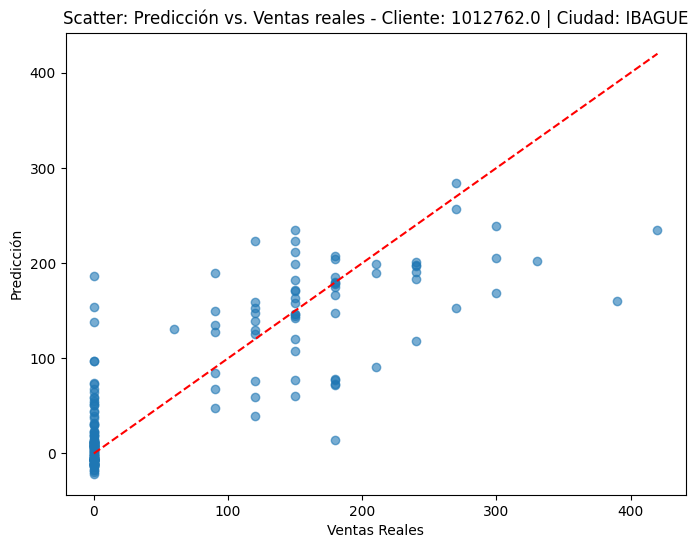 Scatter: Predicción vs. Ventas reales - Cliente: 1012762.0 | Ciudad: IBAGUE
400
300
200
100
0
Predicción
0 100 200 300 400
Ventas Reales